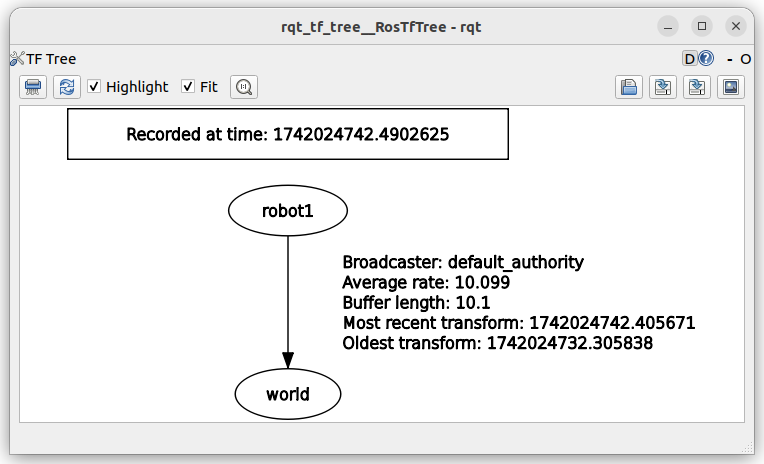 rqt_tf_tree__RosTfTree - rqt
TF Tree
D
- O
Highlight
Fit
Recorded at time: 1742024742.4902625
robot1
Broadcaster: default_authority
Average rate: 10.099
Buffer length: 10.1
Most recent transform: 1742024742.405671
Oldest transform: 1742024732.305838
world